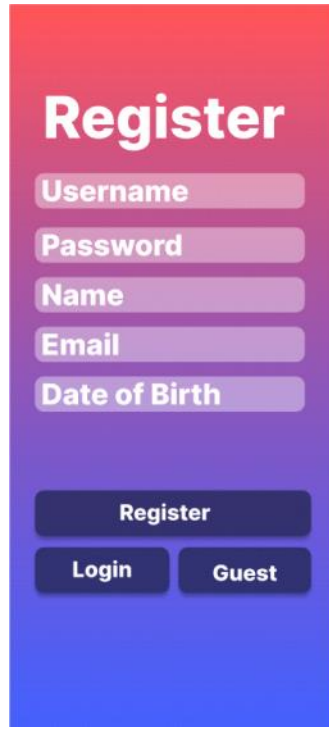 Register
Username
Password
Name
Email
Date of Birth
Register
Login
Guest